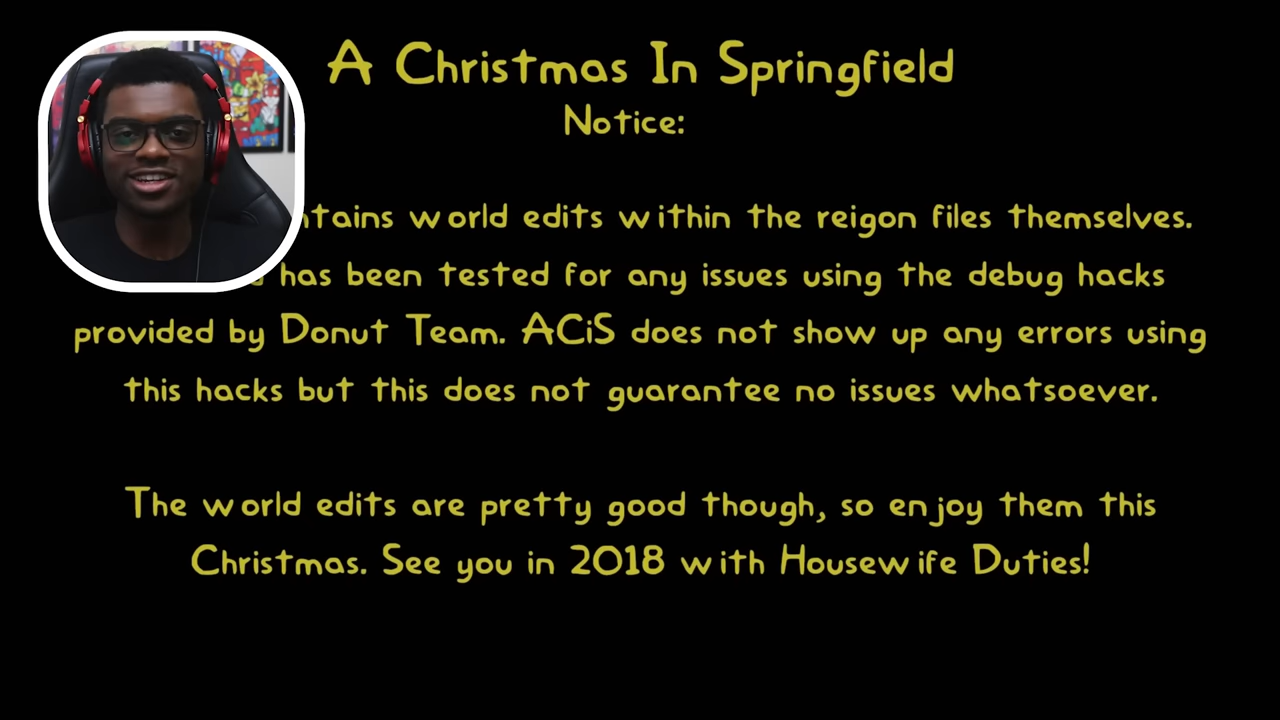 A Christmas In Springfield
Notice:
world edits within the reigon files themselves.
has been tested for any issues using the debug hacks
provided by Donut Team. ACiS does not show up any errors using
this hacks but this does not guarantee no issues whatsoever.
The world edits are pretty good though, so enjoy them this
Christmas. See you in 2018 with Housewife Duties!